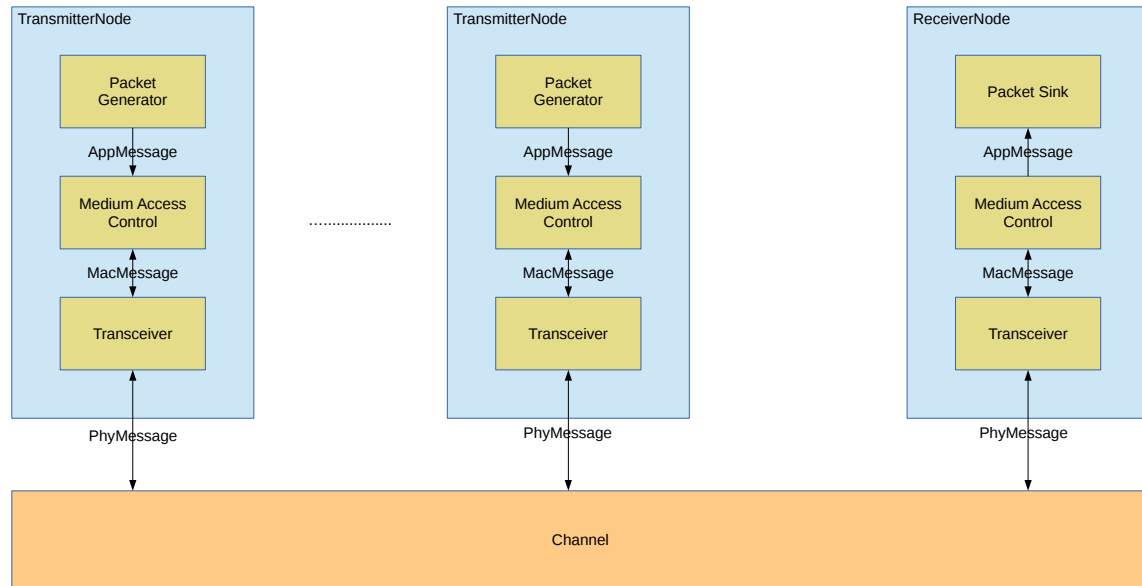 TransmitterNode
Packet
Generator
AppMessage
Medium Access
Control
MacMessage
Transceiver
PhyMessage
...................
TransmitterNode
Packet
Generator
AppMessage
Medium Access
Control
MacMessage
Transceiver
PhyMessage
ReceiverNode
Packet Sink
AppMessage
Medium Access
Control
MacMessage
Transceiver
PhyMessage
Channel